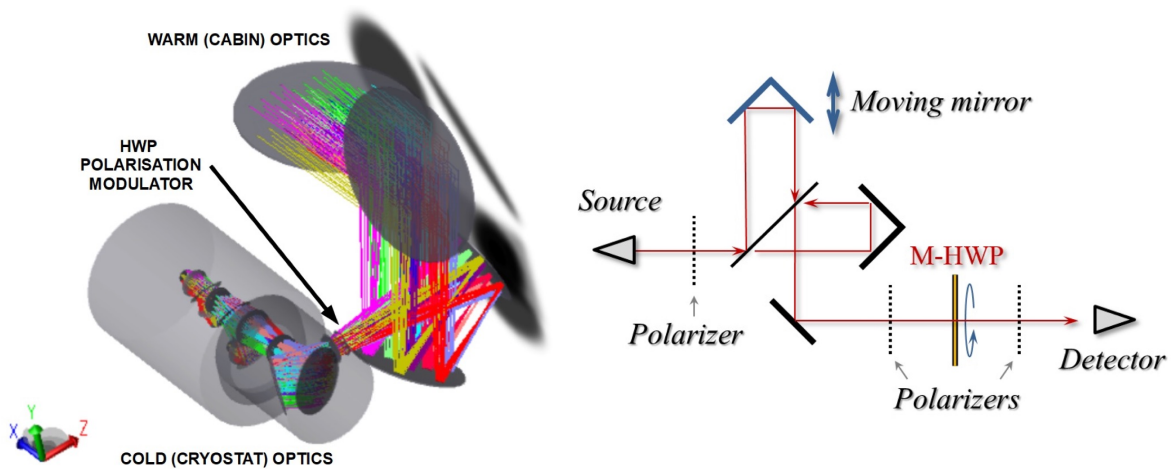 WARM (CABIN) OPTICS
HWP
POLARISATION
MODULATOR
COLD (CRYOSTAT) OPTICS
X
Y
Z
Moving mirror
Source
M-HWP
Polarizer
Detector
Polarizers